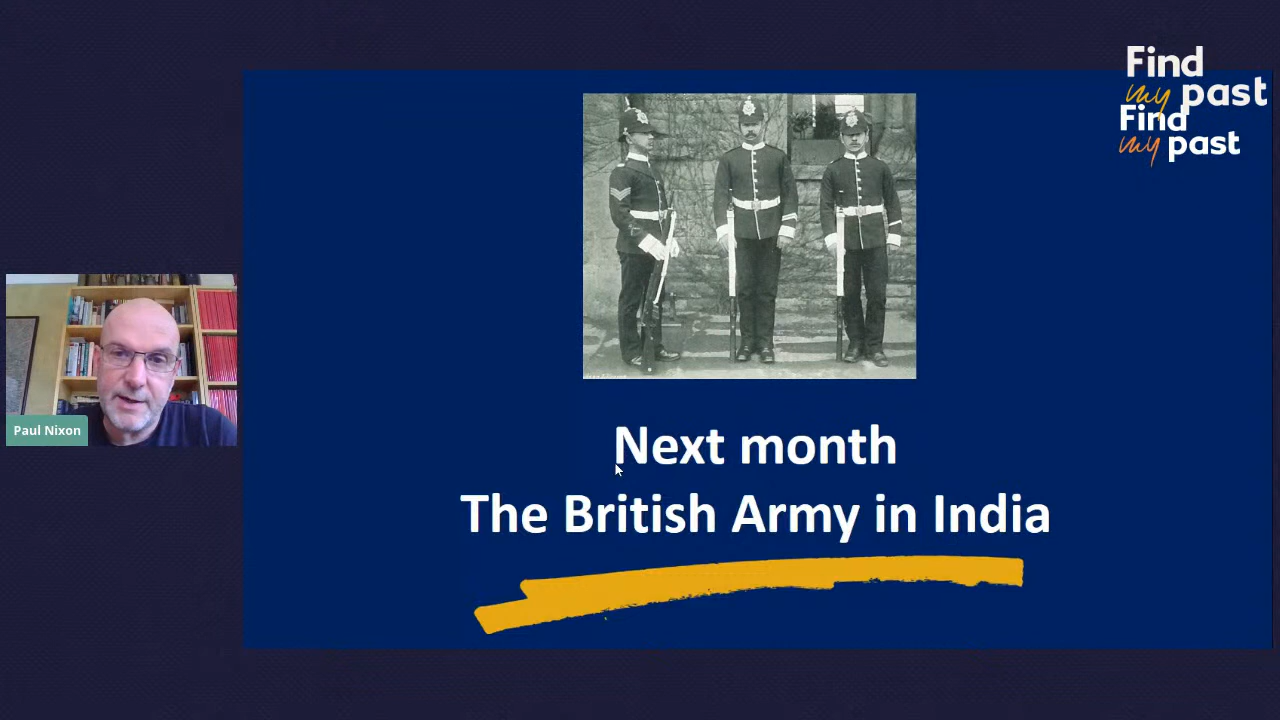 Find
my past
Find
my past
Paul Nixon
Next month
The British Army in India